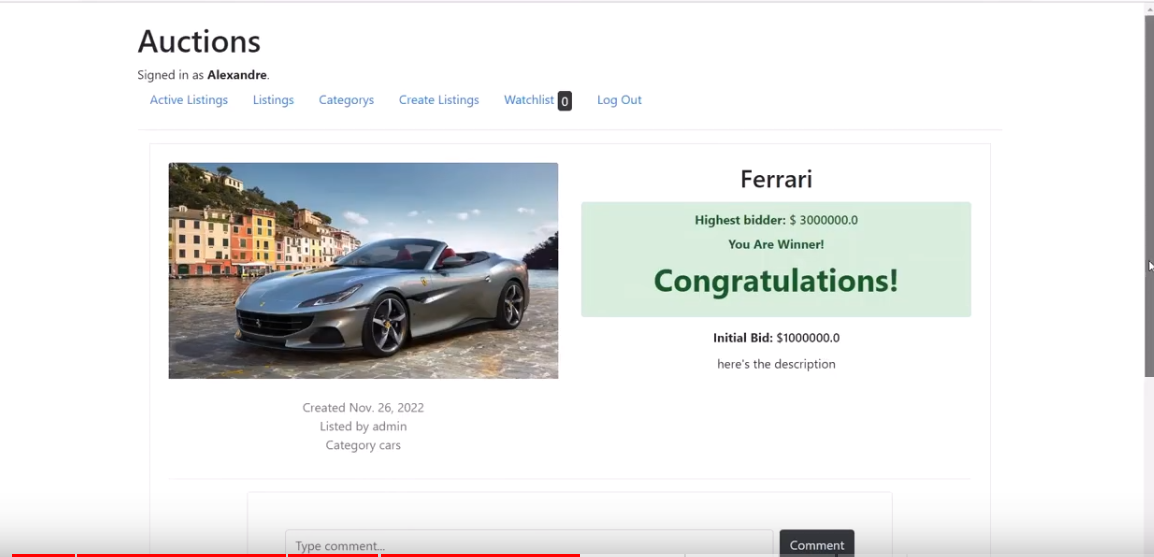 Auctions
Signed in as Alexandre.
Active Listings Listings Categorys Create Listings Watchlist 0 Log Out
Ferrari
Highest bidder: $ 3000000.0
You Are Winner!
Congratulations!
Initial Bid: $1000000.0
here's the description
Created Nov. 26, 2022
Listed by admin
Category cars
Type comment... Comment